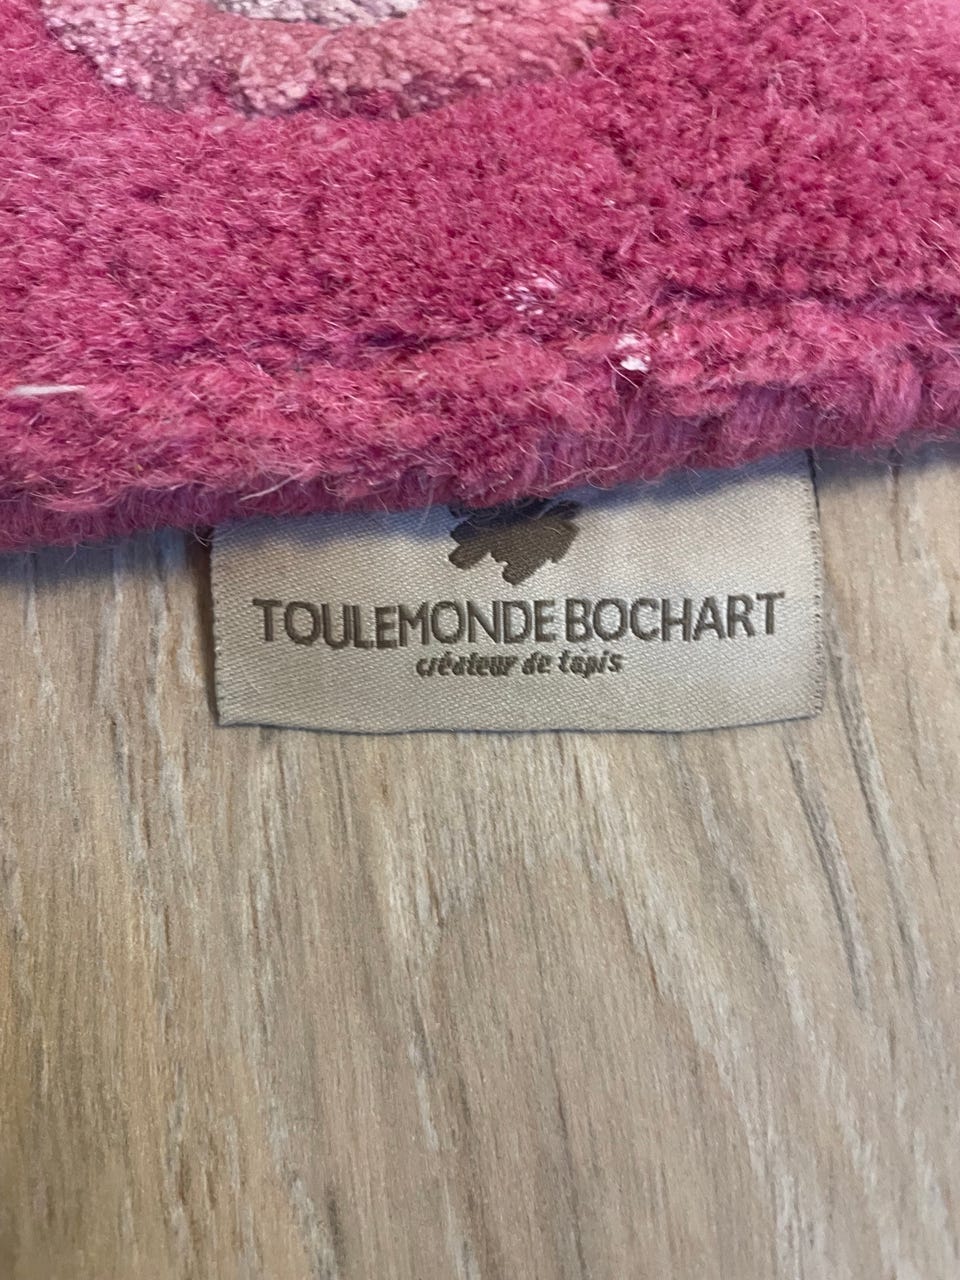 TOULEMONDE BOCHART
créateur de tapis